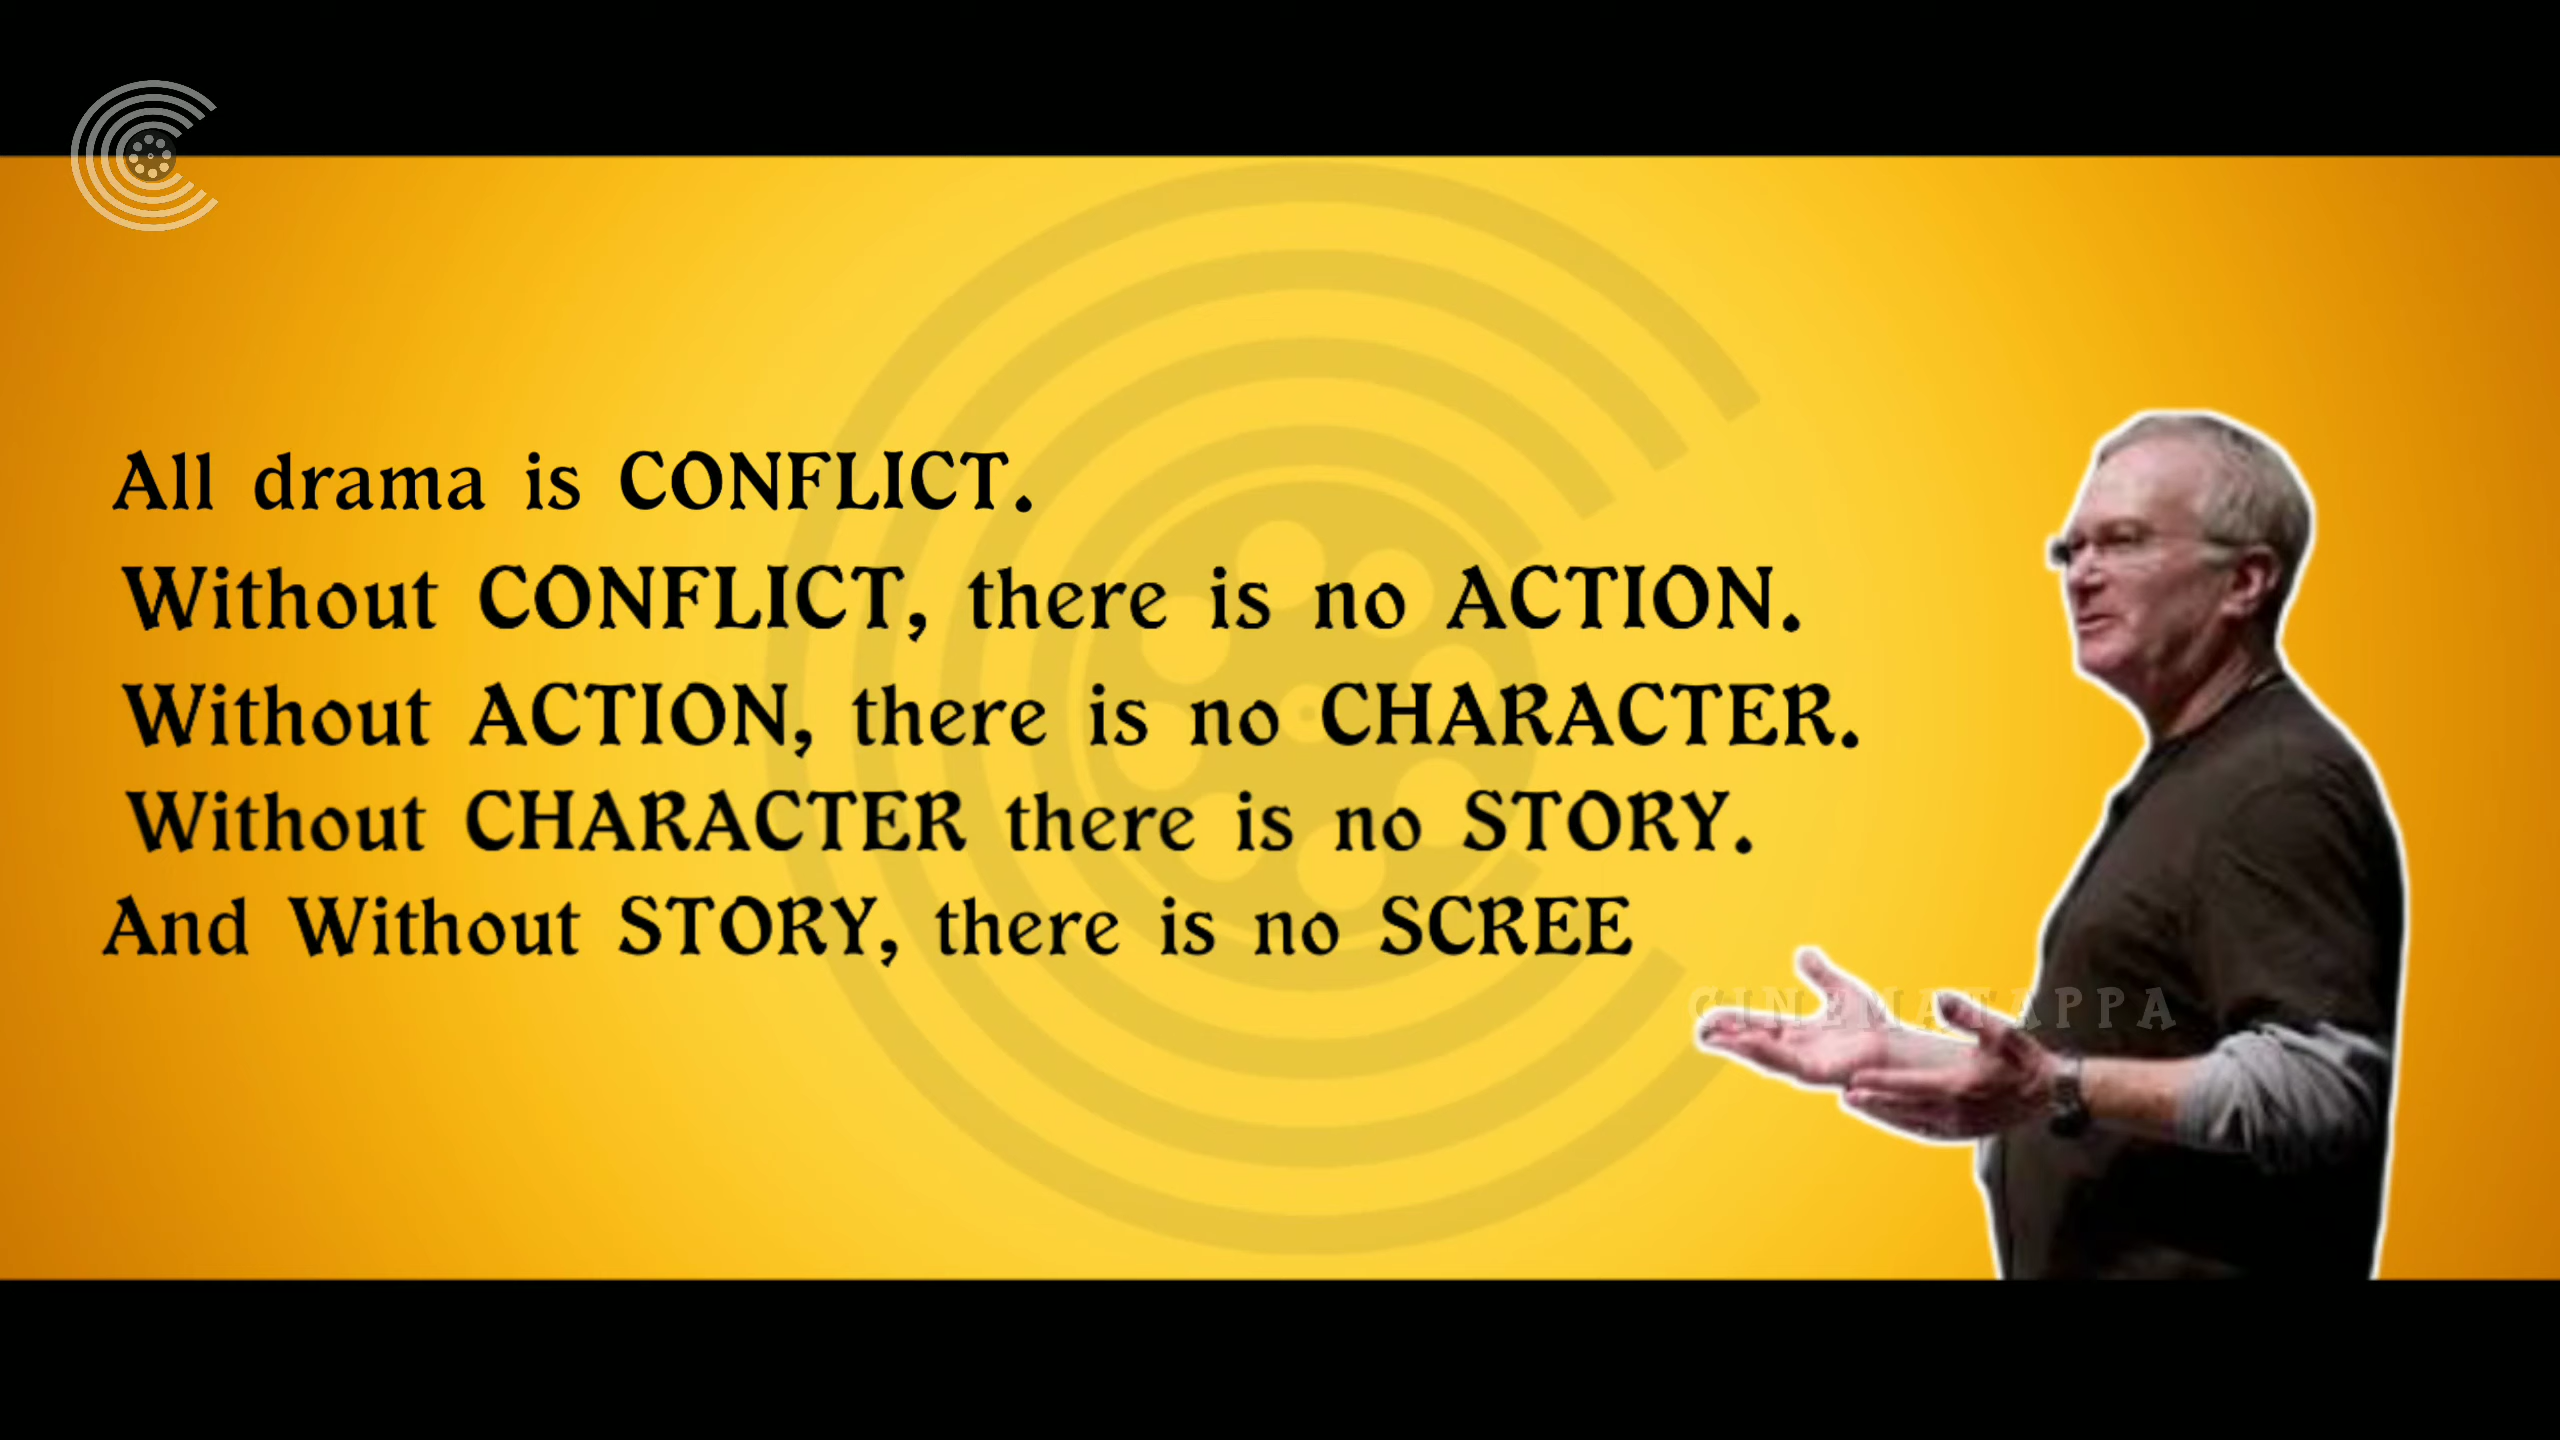 All drama is CONFLICT.
Without CONFLICT, there is no ACTION.
Without ACTION, there is no CHARACTER.
Without CHARACTER there is no STORY.
And Without STORY, there is no SCREE
CINEMATAPPA